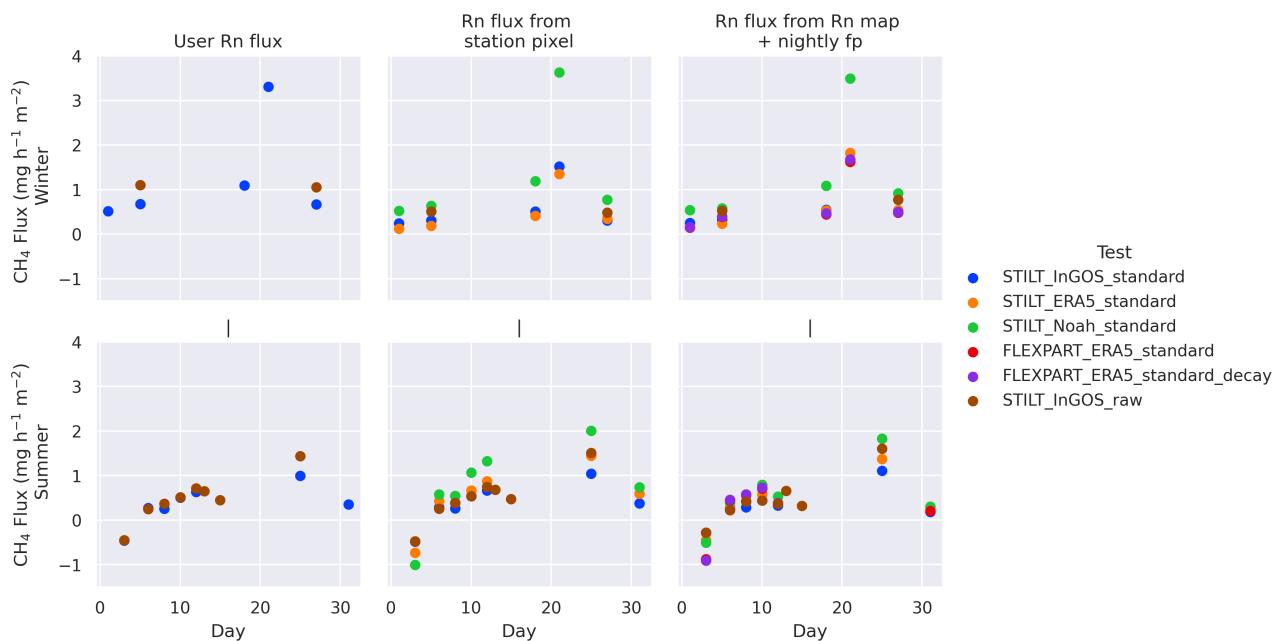 User Rn flux
Rn flux from
station pixel
Rn flux from Rn map
+ nightly fp
CH₄ Flux (mg h⁻¹ m⁻²)
Winter
4
3
2
1
0
−1
CH₄ Flux (mg h⁻¹ m⁻²)
Summer
|
|
|
4
3
2
1
0
−1
0 10 20 30
0 10 20 30
0 10 20 30
Day
Day
Day
Test
STILT_InGOS_standard
STILT_ERA5_standard
STILT_Noah_standard
FLEXPART_ERA5_standard
FLEXPART_ERA5_standard_decay
STILT_InGOS_raw